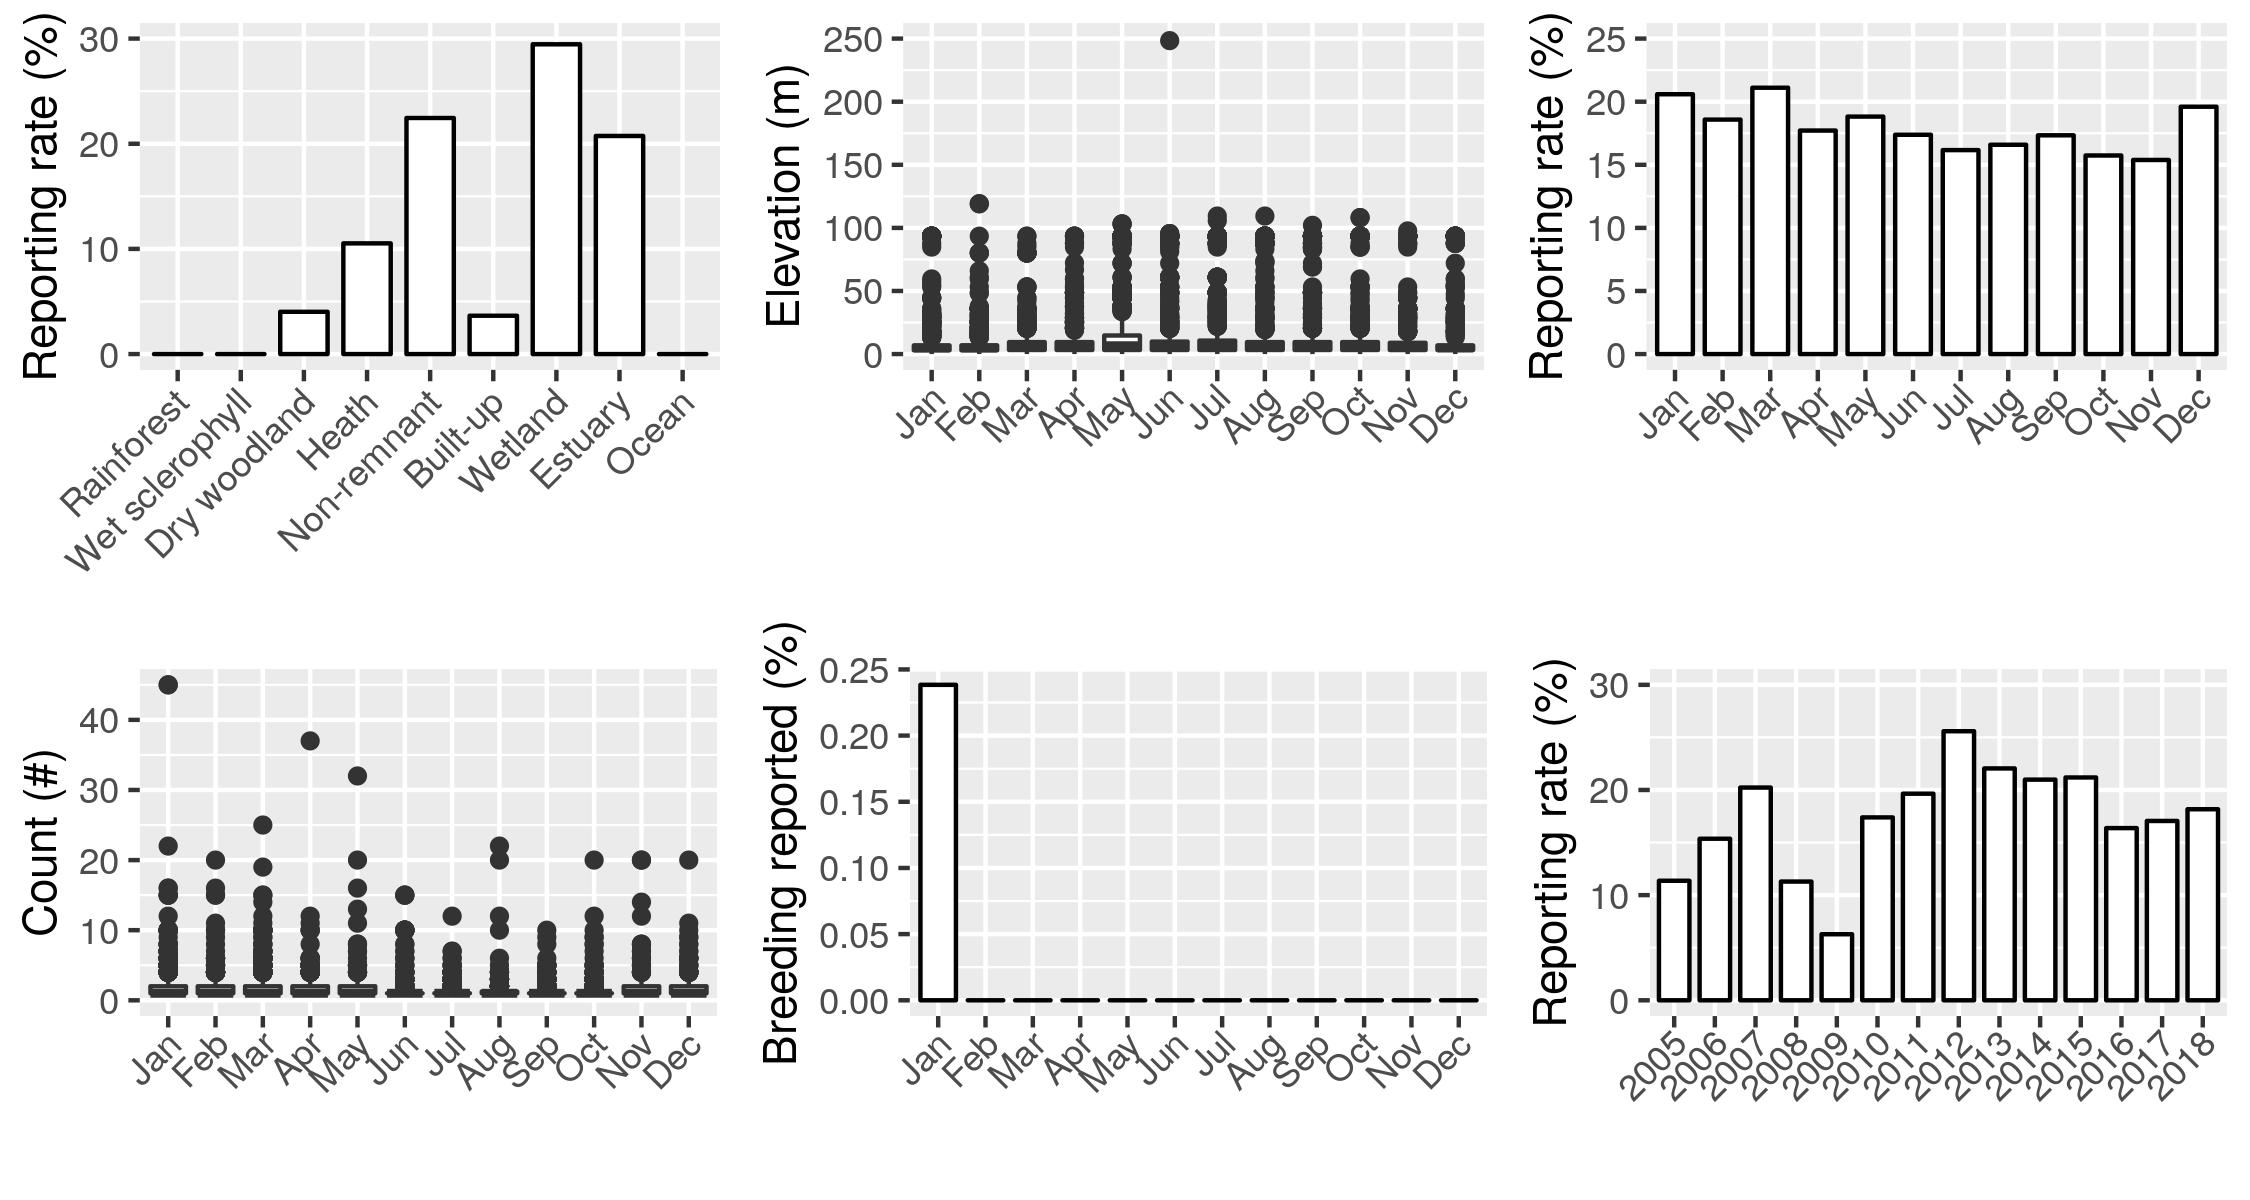 Reporting rate (%)
30
20
10
0
Rainforest
Wet sclerophyll
Dry woodland
Heath
Non-remnant
Built-up
Wetland
Estuary
Ocean
Elevation (m)
250
200
150
100
50
0
Jan
Feb
Mar
Apr
May
Jun
Jul
Aug
Sep
Oct
Nov
Dec
Reporting rate (%)
25
20
15
10
5
0
Jan
Feb
Mar
Apr
May
Jun
Jul
Aug
Sep
Oct
Nov
Dec
Count (#)
40
30
20
10
0
Jan
Feb
Mar
Apr
May
Jun
Jul
Aug
Sep
Oct
Nov
Dec
Breeding reported (%)
0.25
0.20
0.15
0.10
0.05
0.00
Jan
Feb
Mar
Apr
May
Jun
Jul
Aug
Sep
Oct
Nov
Dec
Reporting rate (%)
30
20
10
0
2005
2006
2007
2008
2009
2010
2011
2012
2013
2014
2015
2016
2017
2018